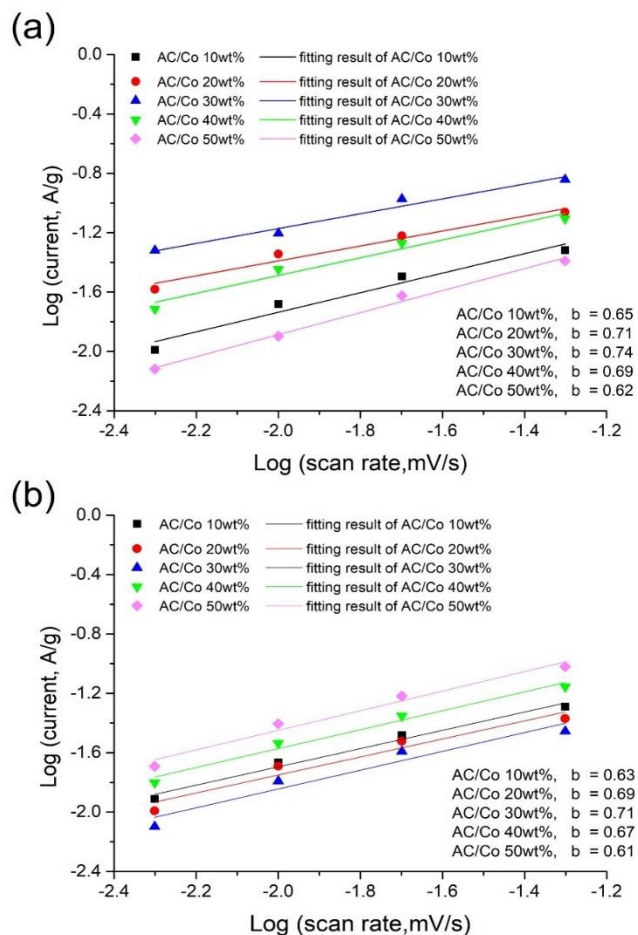 (a)
0.0
-0.4
-0.8
-1.2
-1.6
-2.0
-2.4
Log (current, A/g)
AC/Co 10wt% fitting result of AC/Co 10wt%
AC/Co 20wt% fitting result of AC/Co 20wt%
AC/Co 30wt% fitting result of AC/Co 30wt%
AC/Co 40wt% fitting result of AC/Co 40wt%
AC/Co 50wt% fitting result of AC/Co 50wt%
AC/Co 10wt%, b = 0.65
AC/Co 20wt%, b = 0.71
AC/Co 30wt%, b = 0.74
AC/Co 40wt%, b = 0.69
AC/Co 50wt%, b = 0.62
-2.4 -2.2 -2.0 -1.8 -1.6 -1.4 -1.2
Log (scan rate,mV/s)
(b)
0.0
-0.4
-0.8
-1.2
-1.6
-2.0
-2.4
Log (current, A/g)
AC/Co 10wt% fitting result of AC/Co 10wt%
AC/Co 20wt% fitting result of AC/Co 20wt%
AC/Co 30wt% fitting result of AC/Co 30wt%
AC/Co 40wt% fitting result of AC/Co 40wt%
AC/Co 50wt% fitting result of AC/Co 50wt%
AC/Co 10wt%, b = 0.63
AC/Co 20wt%, b = 0.69
AC/Co 30wt%, b = 0.71
AC/Co 40wt%, b = 0.67
AC/Co 50wt%, b = 0.61
-2.4 -2.2 -2.0 -1.8 -1.6 -1.4 -1.2
Log (scan rate,mV/s)